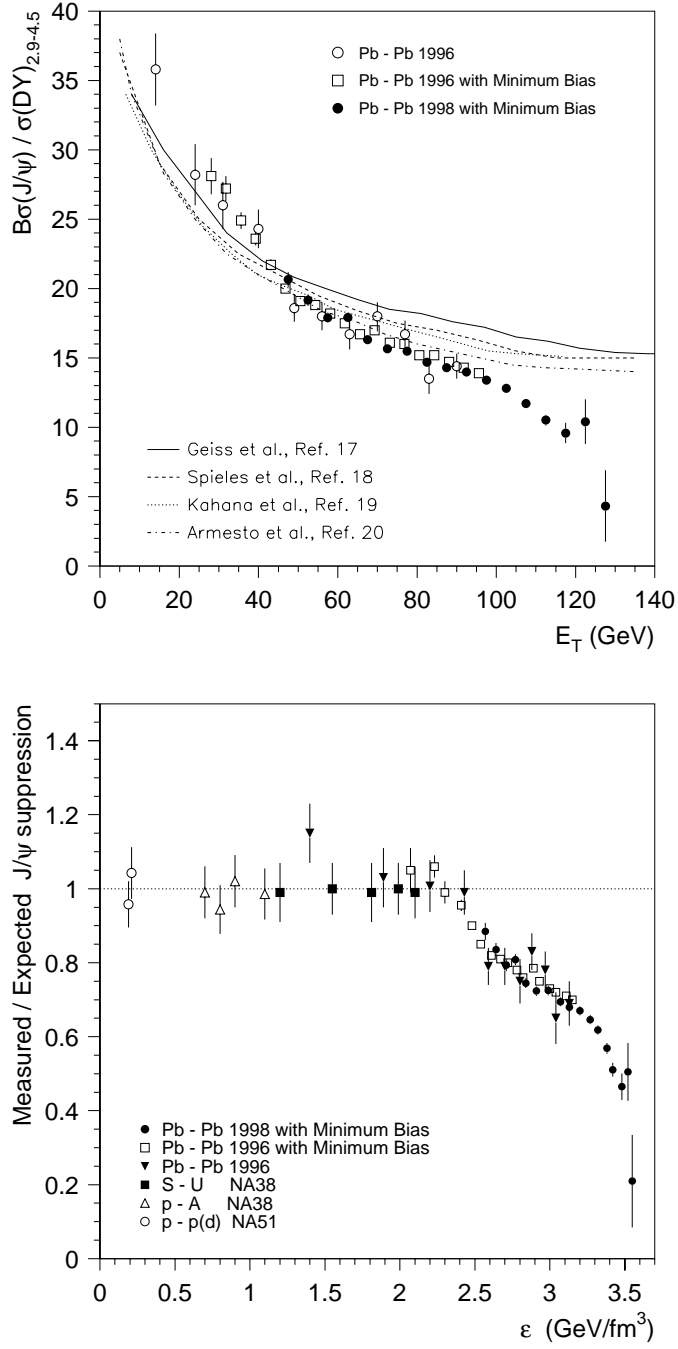 Bσ(J/ψ) / σ(DY)2.9-4.5
40
35
30
25
20
15
10
5
0
Pb - Pb 1996
Pb - Pb 1996 with Minimum Bias
Pb - Pb 1998 with Minimum Bias
Geiss et al., Ref. 17
Spieles et al., Ref. 18
Kahana et al., Ref. 19
Armesto et al., Ref. 20
0 20 40 60 80 100 120 140
ET (GeV)
Measured / Expected J/ψ suppression
1.4
1.2
1
0.8
0.6
0.4
0.2
0
Pb - Pb 1998 with Minimum Bias
Pb - Pb 1996 with Minimum Bias
Pb - Pb 1996
S - U NA38
p - A NA38
p - p(d) NA51
0 0.5 1 1.5 2 2.5 3 3.5
ε (GeV/fm3)